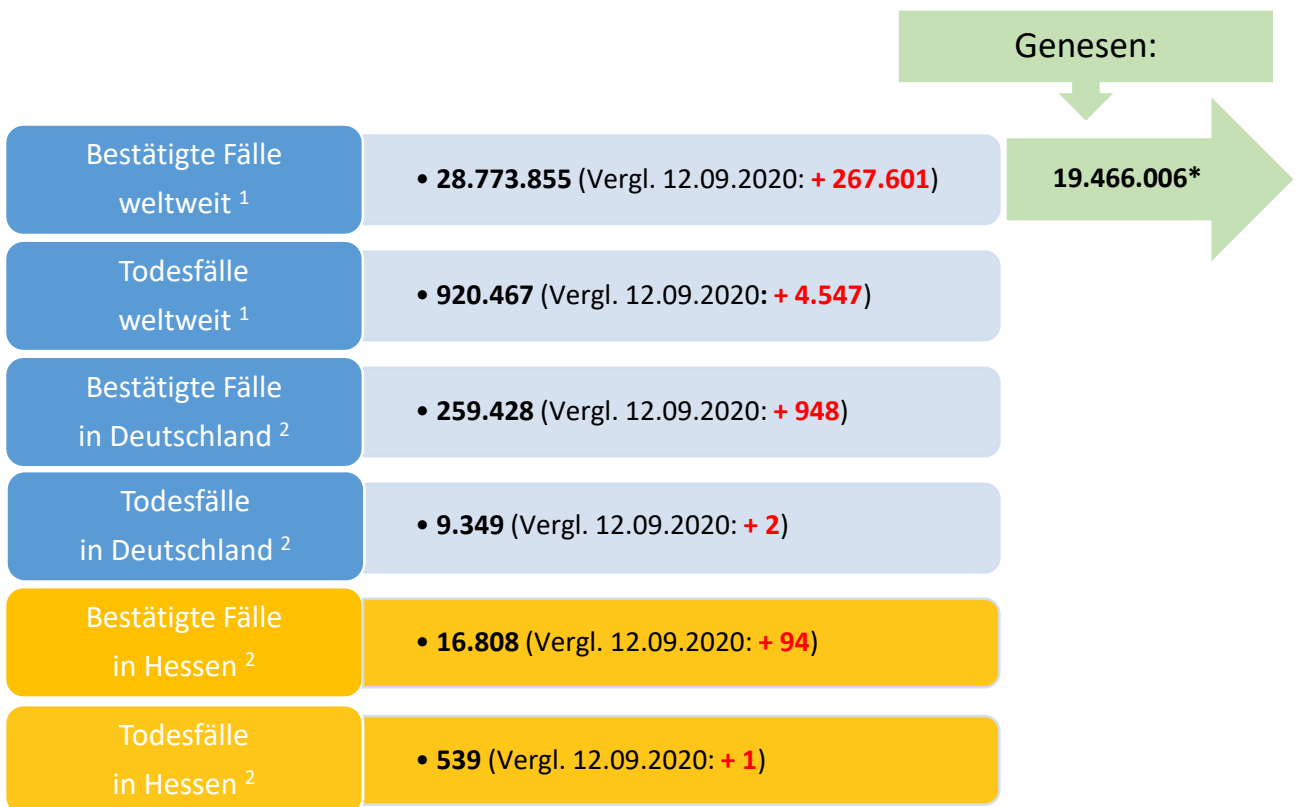 Genesen:
Bestätigte Fälle
weltweit ¹
• 28.773.855 (Vergl. 12.09.2020: + 267.601)
19.466.006*
Todesfälle
weltweit ¹
• 920.467 (Vergl. 12.09.2020: + 4.547)
Bestätigte Fälle
in Deutschland ²
• 259.428 (Vergl. 12.09.2020: + 948)
Todesfälle
in Deutschland ²
• 9.349 (Vergl. 12.09.2020: + 2)
Bestätigte Fälle
in Hessen ²
• 16.808 (Vergl. 12.09.2020: + 94)
Todesfälle
in Hessen ²
• 539 (Vergl. 12.09.2020: + 1)